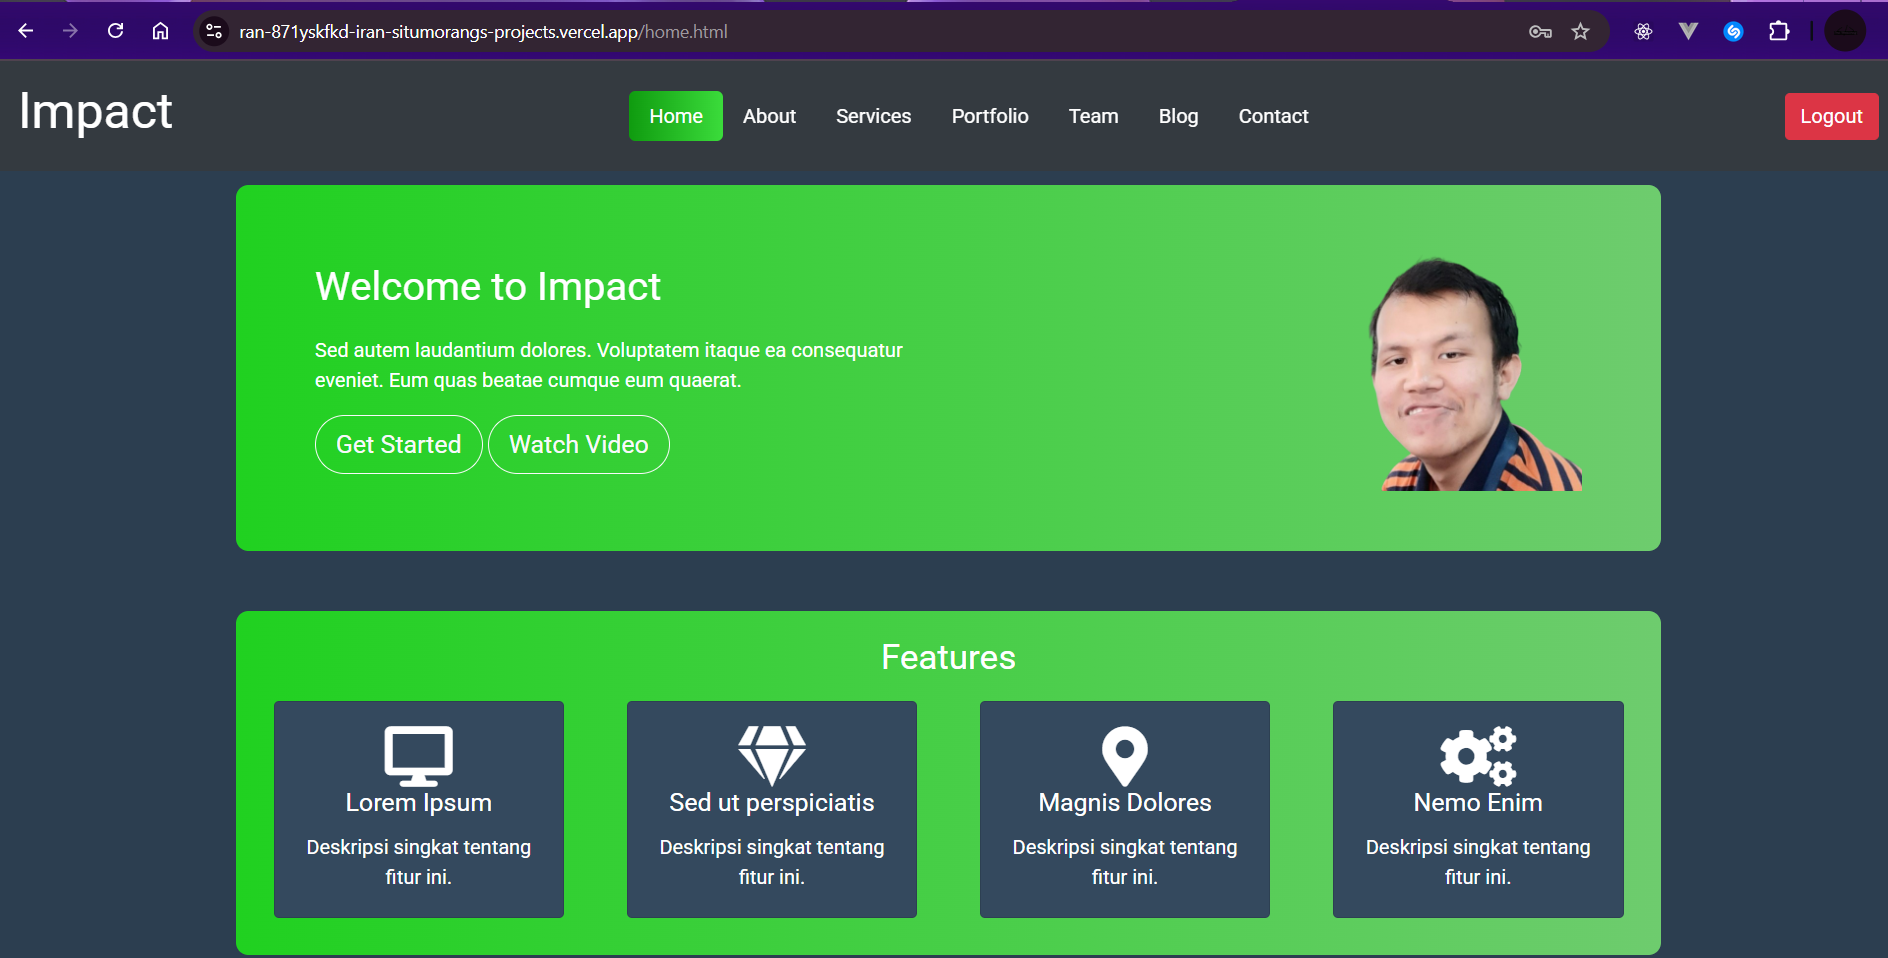 ran-871yskfkd-iran-situmorangs-projects.vercel.app/home.html
Impact
Home About Services Portfolio Team Blog Contact
Logout
Welcome to Impact
Sed autem laudantium dolores. Voluptatem itaque ea consequatur
eveniet. Eum quas beatae cumque eum quaerat.
Get Started Watch Video
Features
Lorem Ipsum
Deskripsi singkat tentang
fitur ini.
Sed ut perspiciatis
Deskripsi singkat tentang
fitur ini.
Magnis Dolores
Deskripsi singkat tentang
fitur ini.
Nemo Enim
Deskripsi singkat tentang
fitur ini.